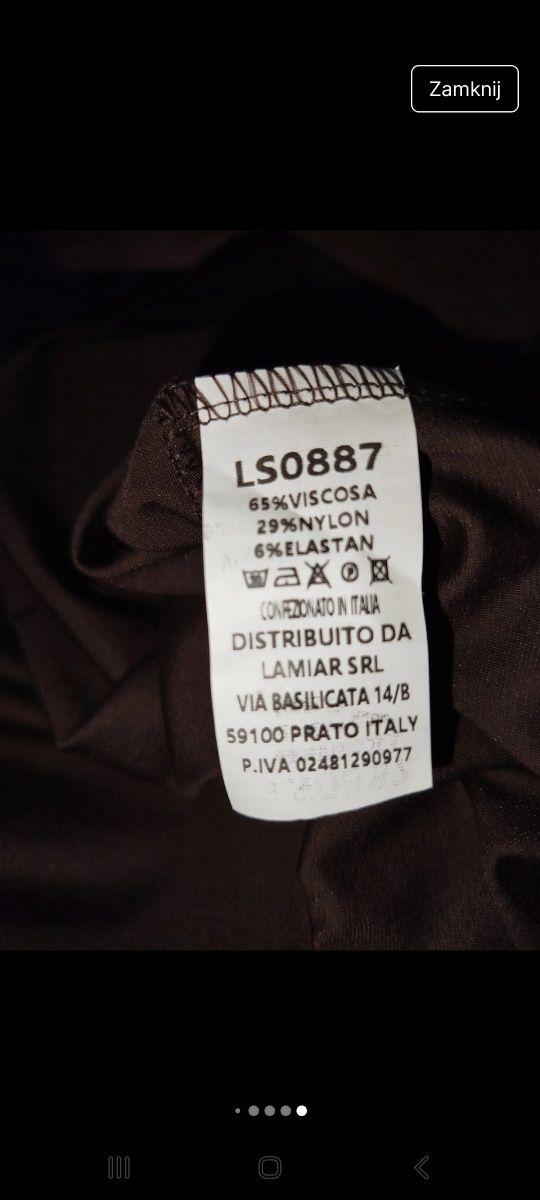 Zamknij
LS0887
65%VISCOSA
29%NYLON
6%ELASTAN
CONFEZIONATO IN ITALIA
DISTRIBUITO DA
LAMIAR SRL
VIA BASILICATA 14/B
59100 PRATO ITALY
P.IVA 02481290977